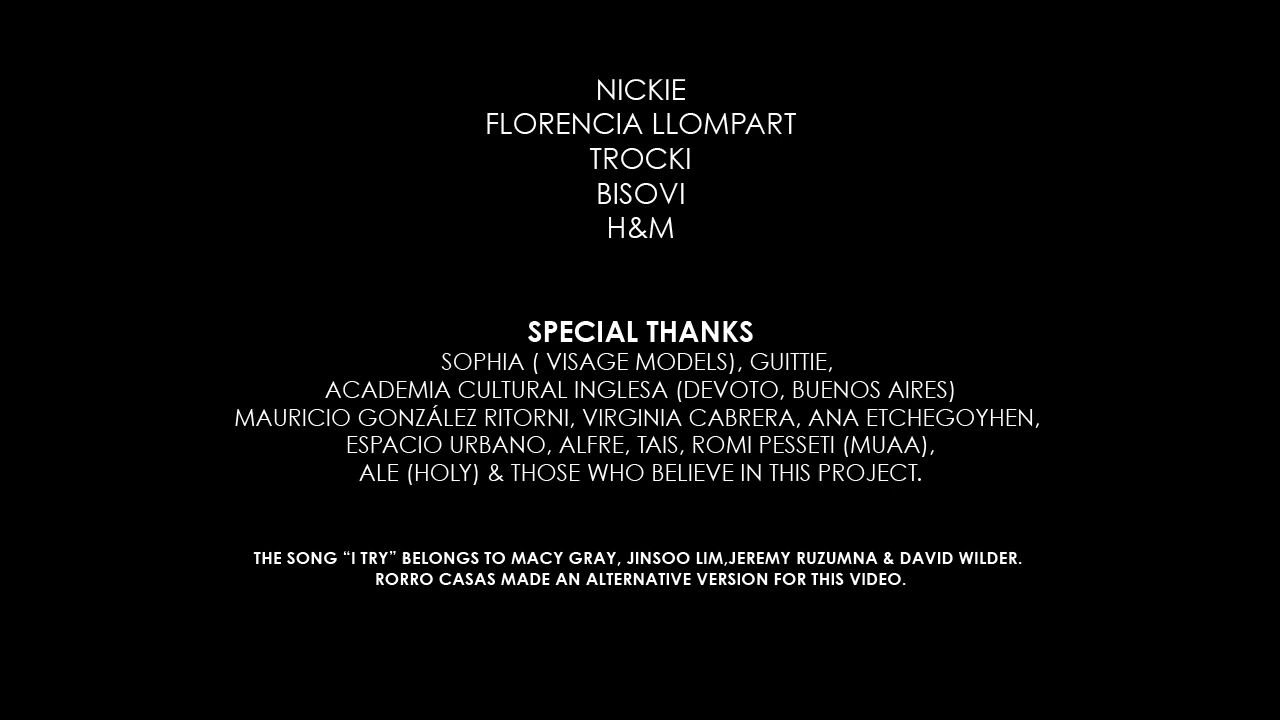 NICKIE
FLORENCIA LLOMPART
TROCKI
BISOVI
H&M
SPECIAL THANKS
SOPHIA ( VISAGE MODELS), GUITTIE,
ACADEMIA CULTURAL INGLESA (DEVOTO, BUENOS AIRES)
MAURICIO GONZÁLEZ RITORNI, VIRGINIA CABRERA, ANA ETCHEGOYHEN,
ESPACIO URBANO, ALFRE, TAIS, ROMI PESSETI (MUAA),
ALE (HOLY) & THOSE WHO BELIEVE IN THIS PROJECT.
THE SONG “I TRY” BELONGS TO MACY GRAY, JINSOO LIM,JEREMY RUZUMNA & DAVID WILDER.
RORRO CASAS MADE AN ALTERNATIVE VERSION FOR THIS VIDEO.